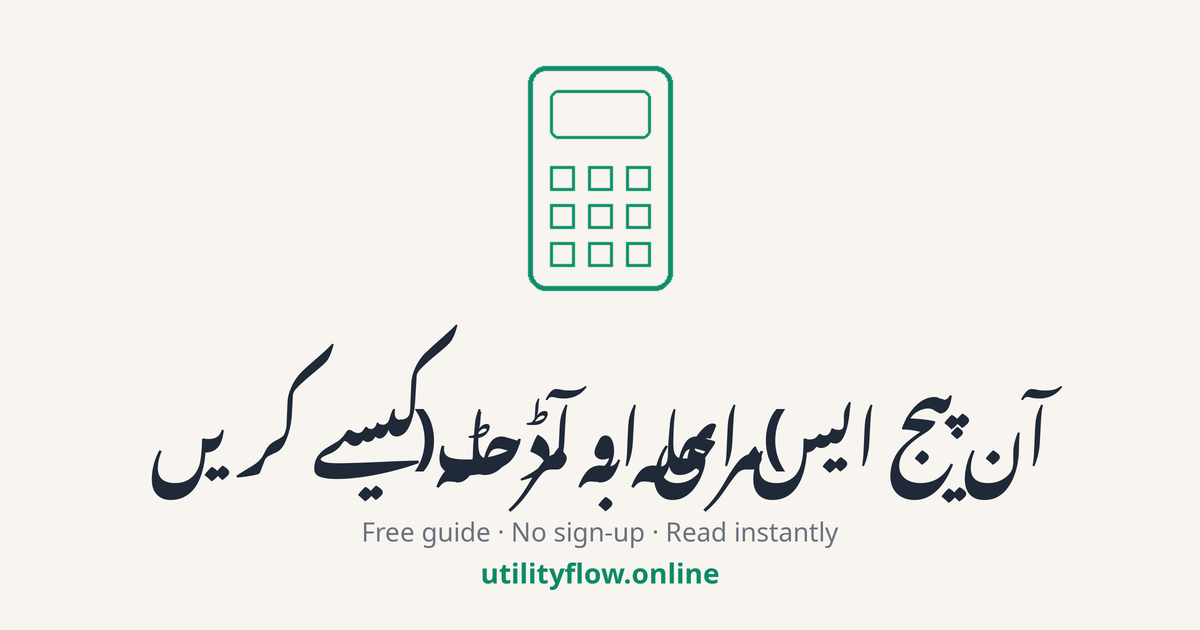 آن پیج ایس کیسے کریں
Free guide · No sign-up · Read instantly
utilityflow.online